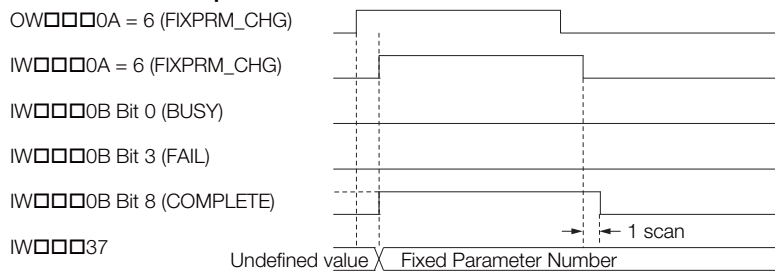 OW□□□0A = 6 (FIXPRM_CHG)
IW□□□0A = 6 (FIXPRM_CHG)
IW□□□0B Bit 0 (BUSY)
IW□□□0B Bit 3 (FAIL)
IW□□□0B Bit 8 (COMPLETE)
1 scan
IW□□□37
Undefined value Fixed Parameter Number